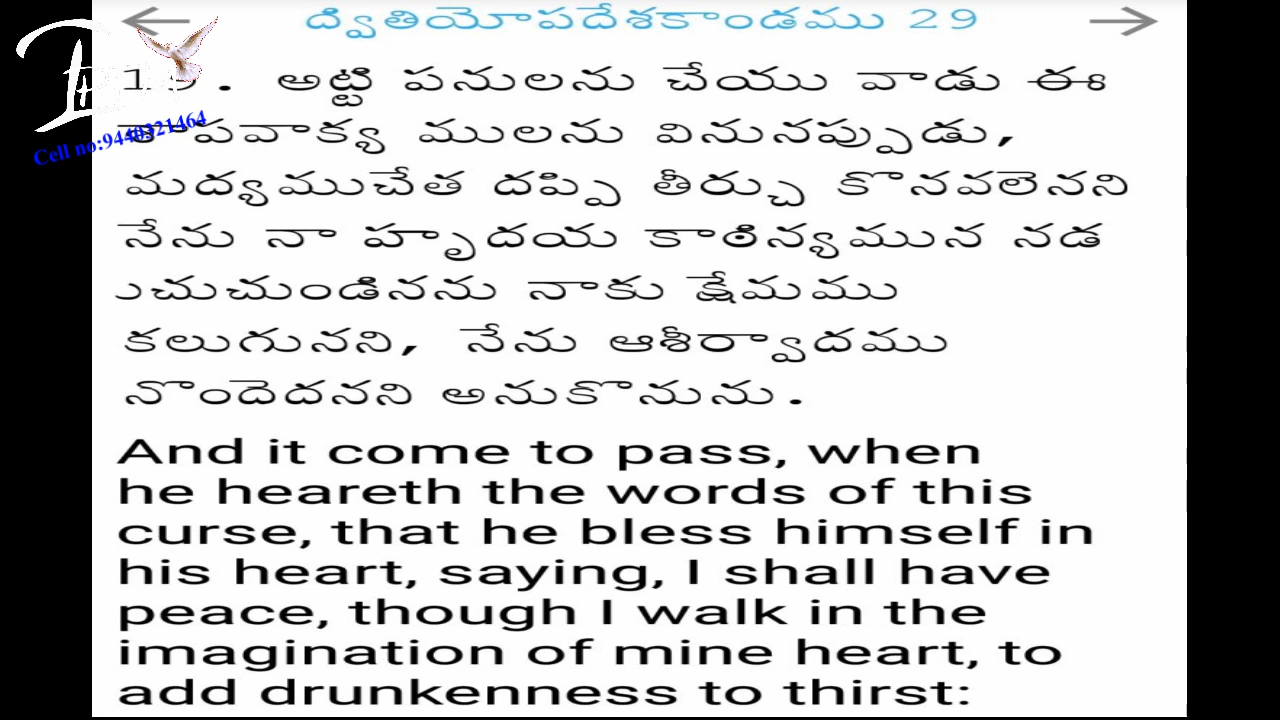 ద్వితియోపదేశకాండము 29
అట్టి పనులను చేయు వాడు ఈ
ములను వినునప్పుడు,
Cell no:9440321464
మద్యముచేత దప్పి తీర్చు కొనవలెనని
నేను నా హృదయ కాఠిన్యమున నడ
ుచుచుండినను నాకు క్షేమము
కలుగునని, నేను ఆశీర్వాదము
నొందెదనని అనుకొనును.
And it come to pass, when
he heareth the words of this
curse, that he bless himself in
his heart, saying, I shall have
peace, though I walk in the
imagination of mine heart, to
add drunkenness to thirst: